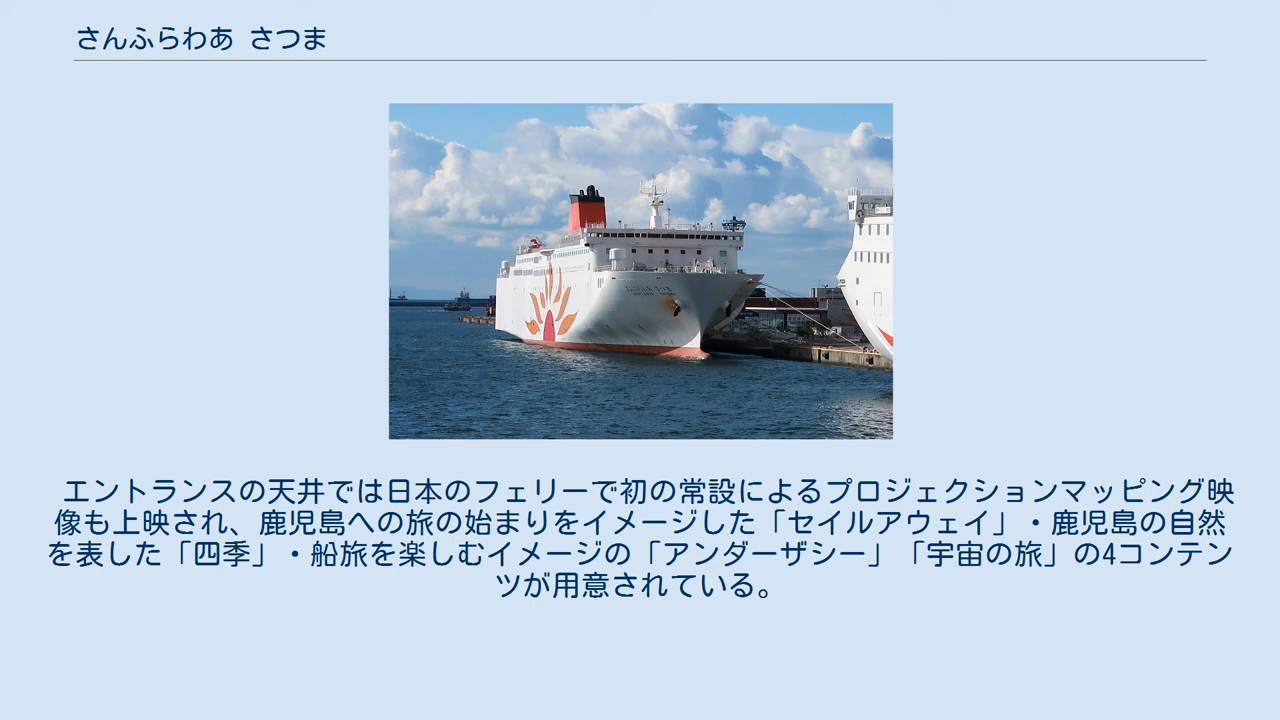 さんふらわあ さつま
エントランスの天井では日本のフェリーで初の常設によるプロジェクションマッピング映
像も上映され、鹿児島への旅の始まりをイメージした「セイルアウェイ」・鹿児島の自然
を表した「四季」・船旅を楽しむイメージの「アンダーザシー」「宇宙の旅」の4コンテン
ツが用意されている。